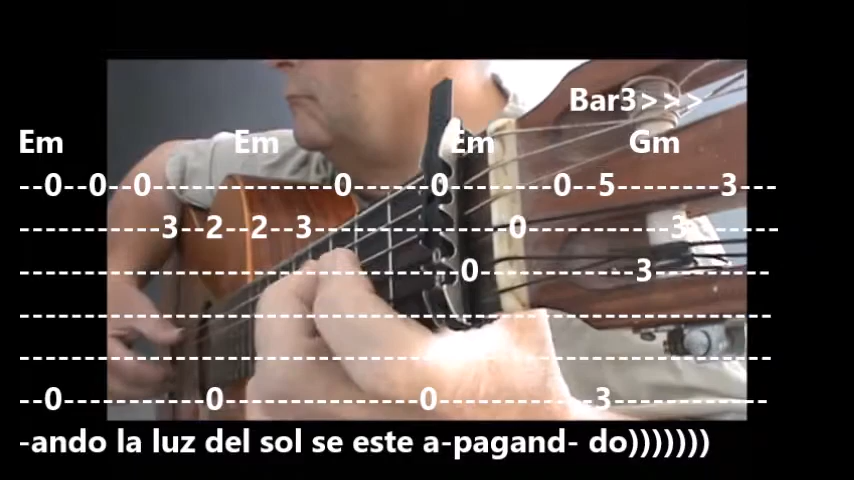 Bar3>>>
Em Em Em Gm
--0--0--0----------------0------0----------0--5---------3---
-------------3--2--2--3------------------0-------------3--------
----------------------------------------0--------------3-----------
---------------------------------------------------------------------
---------------------------------------------------------------------
--0-------------0------------------0---------------3--------------
-ando la luz del sol se este a-pagand- do)))))))